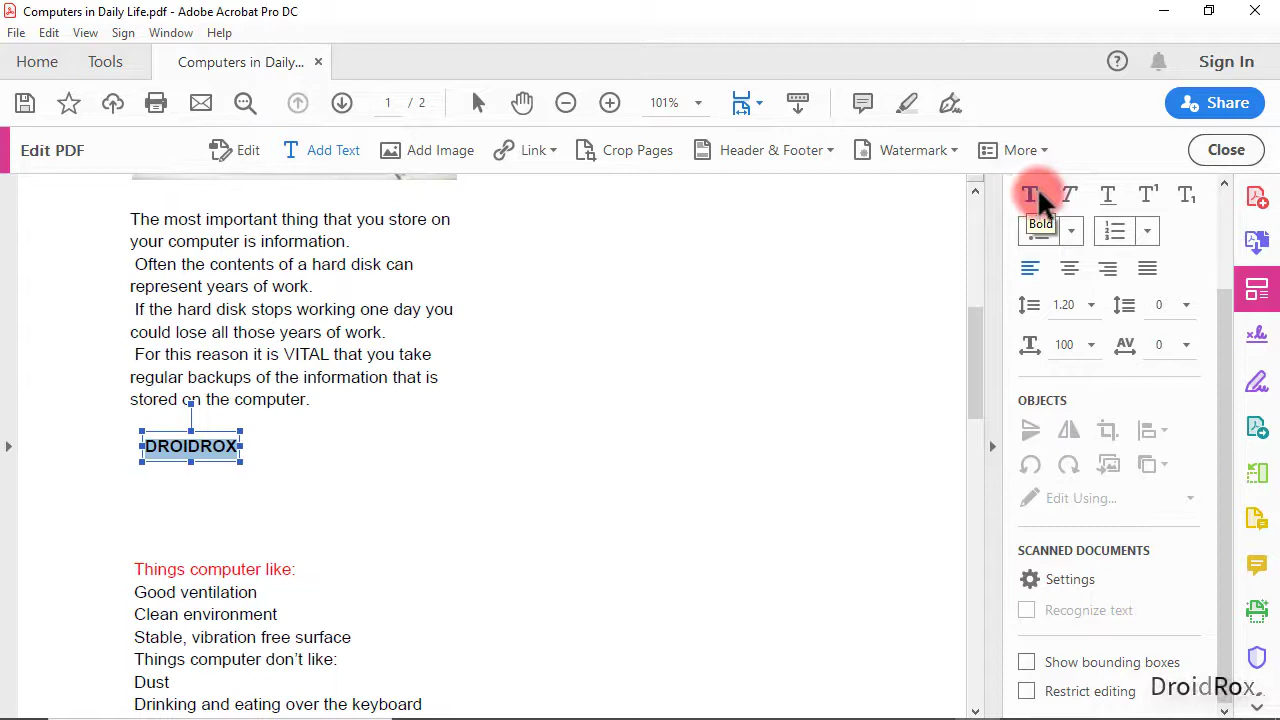 Computers in Daily Life.pdf - Adobe Acrobat Pro DC
File Edit View Sign Window Help
Home Tools Computers in Daily... × Sign In
1 / 2 101% Share
Edit PDF Edit Add Text Add Image Link Crop Pages Header & Footer Watermark More Close
The most important thing that you store on
your computer is information.
Often the contents of a hard disk can
represent years of work.
If the hard disk stops working one day you
could lose all those years of work.
For this reason it is VITAL that you take
regular backups of the information that is
stored on the computer.
DROIDROX
Things computer like:
Good ventilation
Clean environment
Stable, vibration free surface
Things computer don’t like:
Dust
Drinking and eating over the keyboard
Bold
1.20 0
100 0
OBJECTS
Edit Using...
SCANNED DOCUMENTS
Settings
Recognize text
Show bounding boxes
Restrict editing
DroidRox